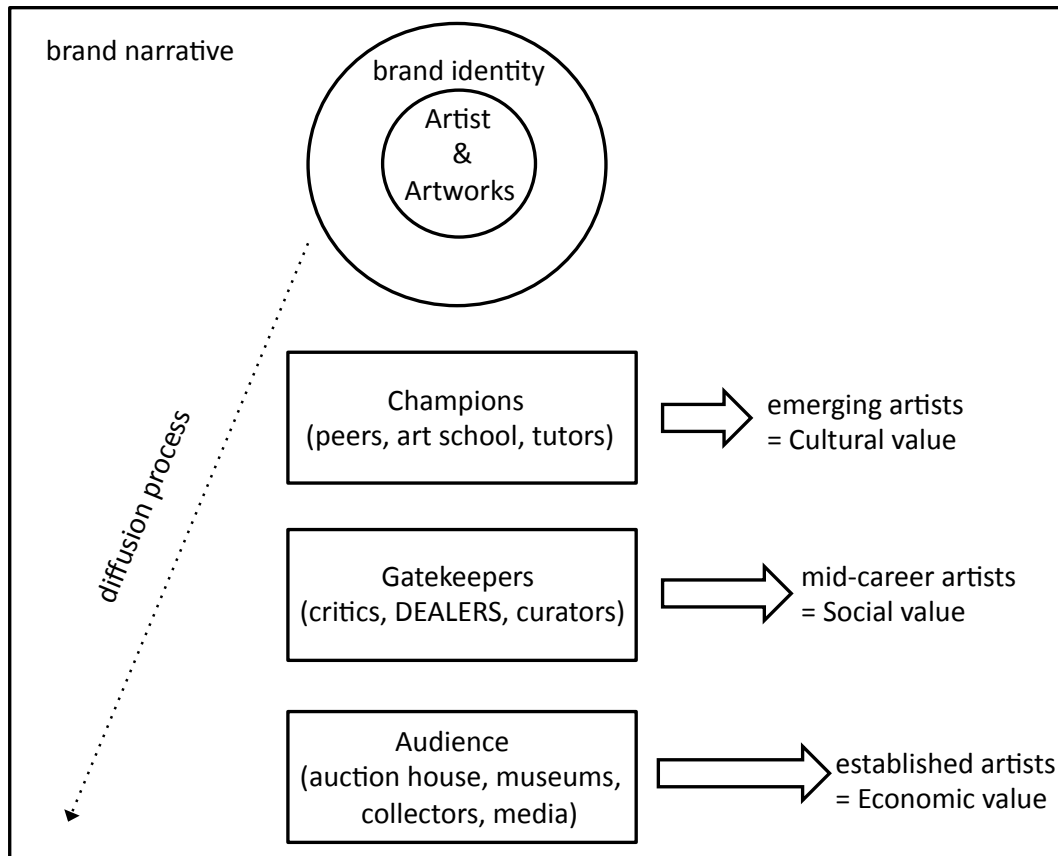 brand narrative
brand identity
Artist
&
Artworks
diffusion process
Champions
(peers, art school, tutors)
emerging artists
= Cultural value
Gatekeepers
(critics, DEALERS, curators)
mid-career artists
= Social value
Audience
(auction house, museums,
collectors, media)
established artists
= Economic value